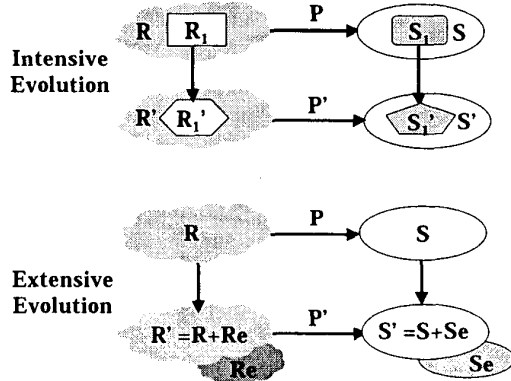 P
R R₁ S₁ S
Intensive
Evolution
P'
R' R₁' S₁' S'
P
R S
Extensive
Evolution
P'
R' =R+Re S' =S+Se
Re Se